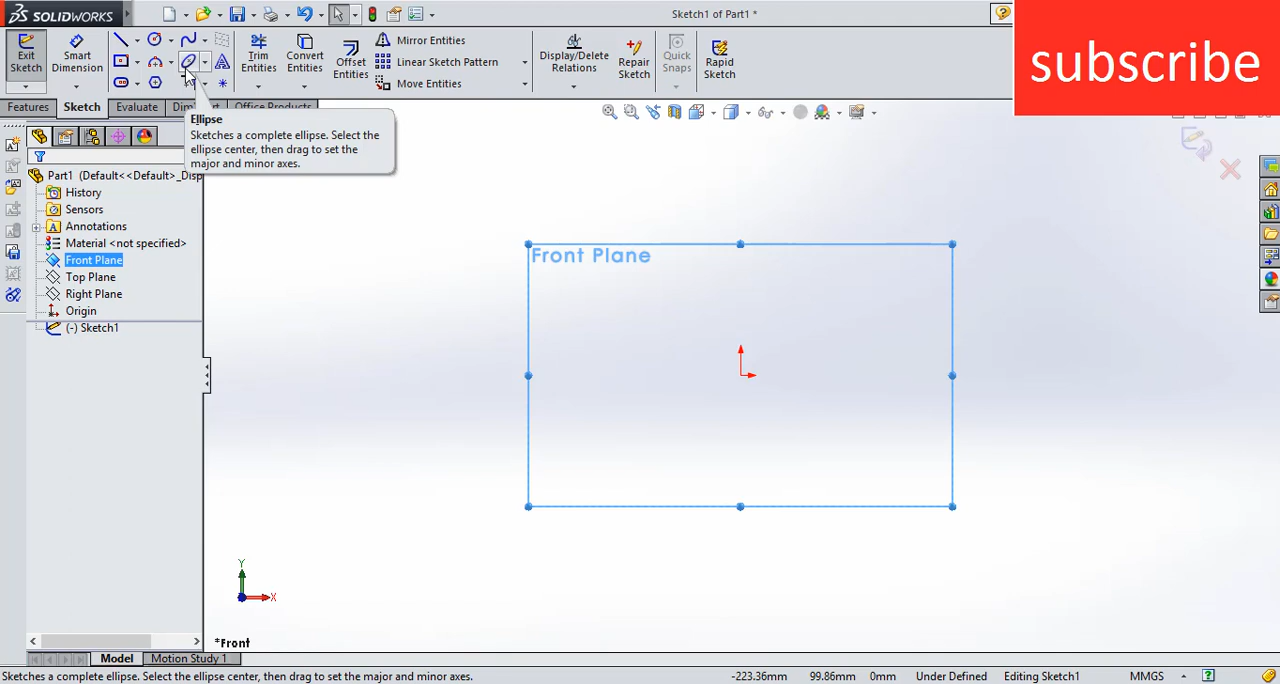 SOLIDWORKS
Sketch1 of Part1 *
subscribe
Exit Sketch
Smart Dimension
Trim Entities
Convert Entities
Offset Entities
Mirror Entities
Linear Sketch Pattern
Move Entities
Display/Delete Relations
Repair Sketch
Quick Snaps
Rapid Sketch
Features
Sketch
Evaluate
Office Products
Ellipse
Sketches a complete ellipse. Select the
ellipse center, then drag to set the
major and minor axes.
Part1 (Default<<Default>_Disp
History
Sensors
Annotations
Material <not specified>
Front Plane
Top Plane
Right Plane
Origin
(-) Sketch1
Front Plane
Y
X
*Front
Model
Motion Study 1
Sketches a complete ellipse. Select the ellipse center, then drag to set the major and minor axes.
-223.36mm
99.86mm
0mm
Under Defined
Editing Sketch1
MMGS